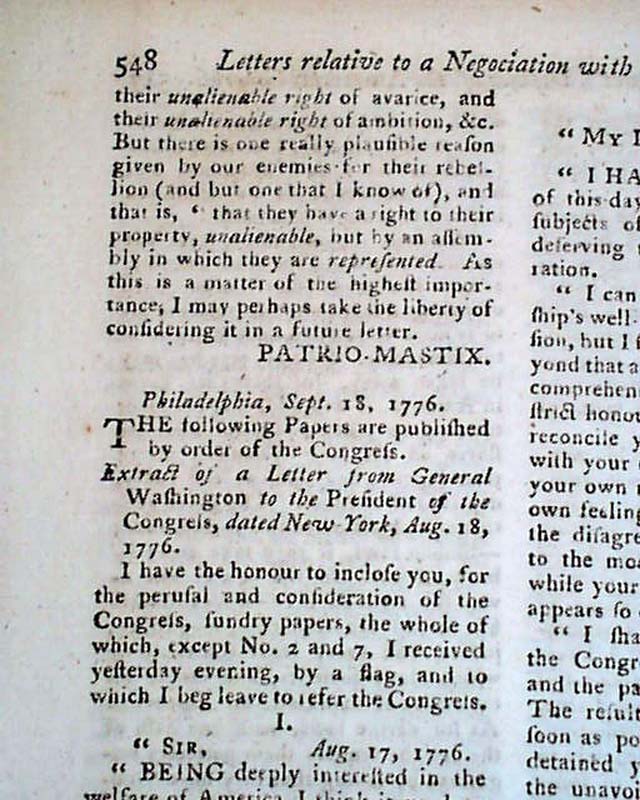 548 Letters relative to a Negociation with
their unalienable right of avarice, and
their unalienable right of ambition, &c.
But there is one really plauſible reaſon
given by our enemies for their rebel-
lion (and but one that I know of), and
that is, ‘ that they have a right to their
property, unalienable, but by an aſſem-
bly in which they are repreſented. As
this is a matter of the higheſt impor-
tance, I may perhaps take the liberty of
conſidering it in a future letter.
PATRIO-MASTIX.
Philadelphia, Sept. 18, 1776.
THE following Papers are publiſhed
by order of the Congreſs.
Extract of a Letter from General
Waſhington to the Preſident of the
Congreſs, dated New York, Aug. 18,
1776.
I have the honour to incloſe you, for
the peruſal and conſideration of the
Congreſs, ſundry papers, the whole of
which, except No. 2 and 7, I received
yeſterday evening, by a flag, and to
which I beg leave to refer the Congreſs.
I.
“ SIR, Aug. 17, 1776.
“ BEING deeply intereſted in the
welfare of America, I think it my
“ MY
“ I HA
of this day
ſubjects of
deſerving
ration.
“ I can
ſhip's well-
ſion, but I
yond that a
comprehen
ſtrict honou
reconcile y
with your
your own
own feeling
the diſagre
to the mo
while your
appears ſo
“ I ſha
the Congr
and the pa
The reſult
ſoon as po
detained y
the unavoi